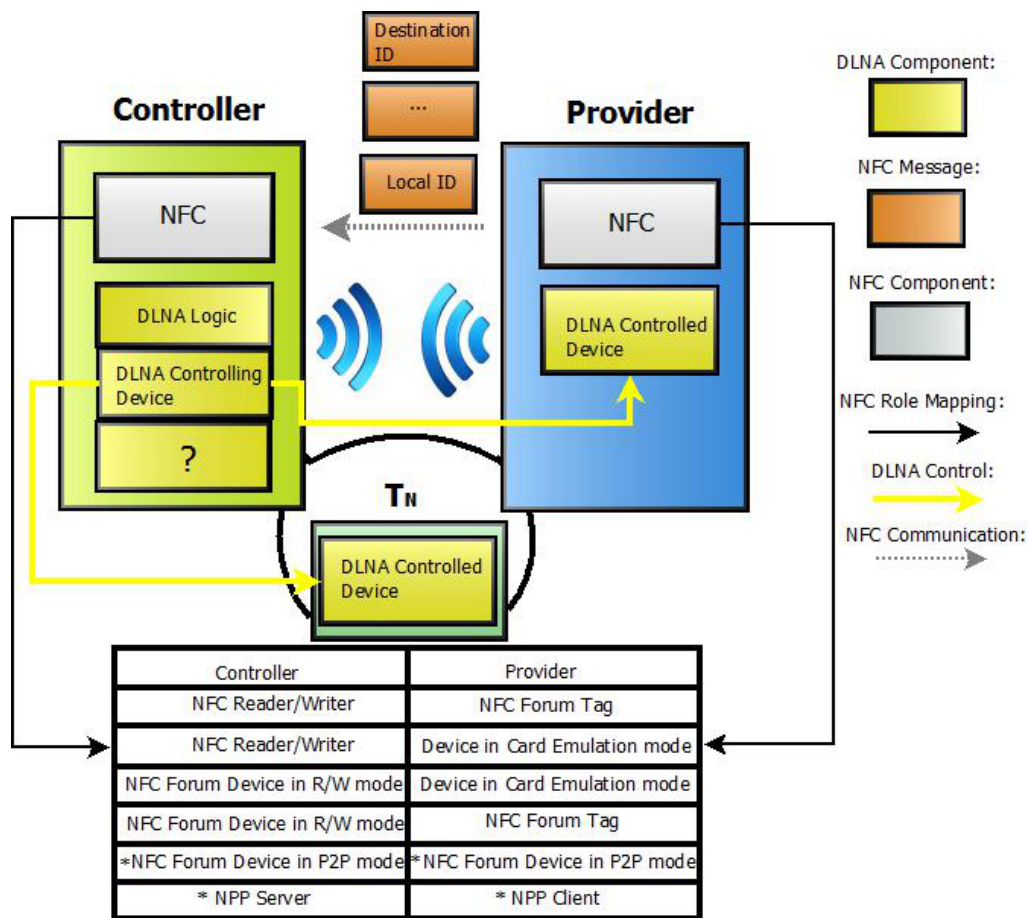 Destination
ID
...
Local ID
Controller
Provider
NFC
NFC
DLNA Logic
DLNA Controlling
Device
?
DLNA Controlled
Device
TN
DLNA Controlled
Device
DLNA Component:
NFC Message:
NFC Component:
NFC Role Mapping:
DLNA Control:
NFC Communication:
Controller Provider
NFC Reader/Writer NFC Forum Tag
NFC Reader/Writer Device in Card Emulation mode
NFC Forum Device in R/W mode Device in Card Emulation mode
NFC Forum Device in R/W mode NFC Forum Tag
*NFC Forum Device in P2P mode *NFC Forum Device in P2P mode
* NPP Server * NPP Client